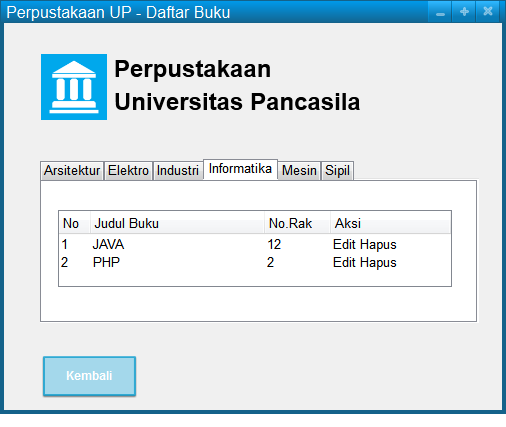 Perpustakaan UP - Daftar Buku
Perpustakaan
Universitas Pancasila
Arsitektur Elektro Industri Informatika Mesin Sipil
No Judul Buku No.Rak Aksi
1 JAVA 12 Edit Hapus
2 PHP 2 Edit Hapus
Kembali